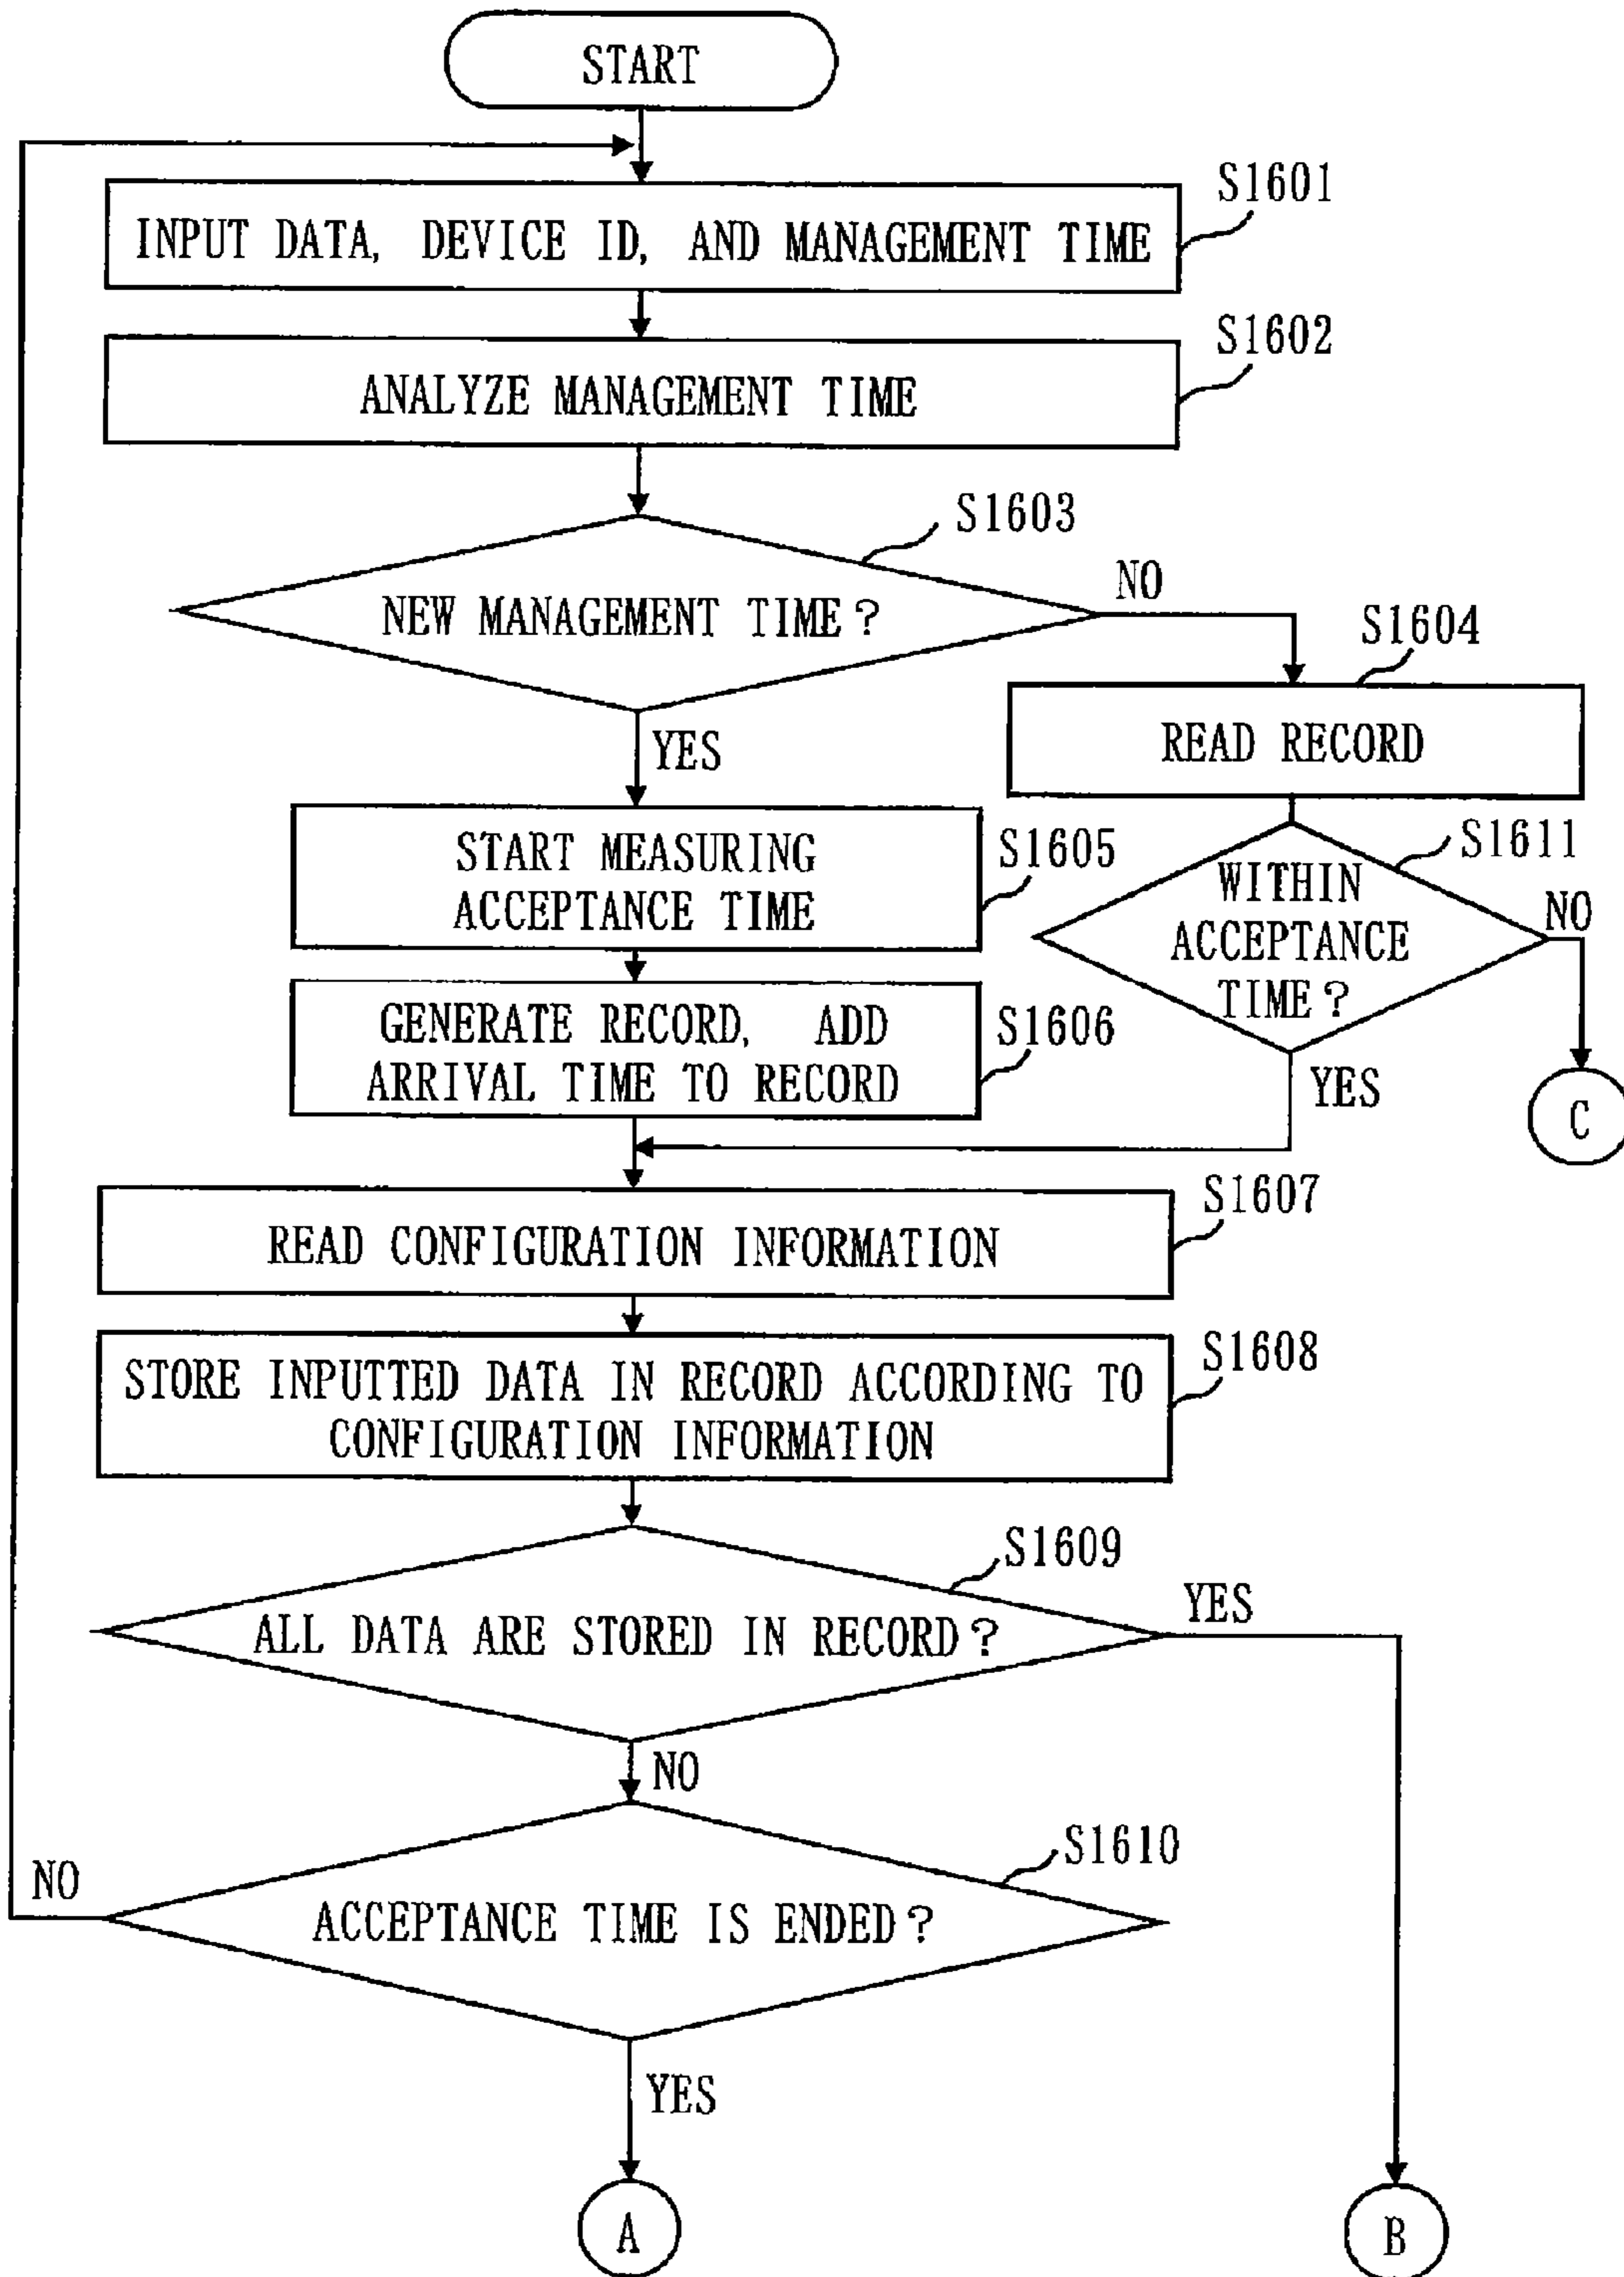 START
S1601
INPUT DATA, DEVICE ID, AND MANAGEMENT TIME
S1602
ANALYZE MANAGEMENT TIME
S1603
NEW MANAGEMENT TIME?
NO
S1604
READ RECORD
YES
START MEASURING
ACCEPTANCE TIME
S1605
S1611
WITHIN
ACCEPTANCE
TIME?
NO
GENERATE RECORD, ADD
ARRIVAL TIME TO RECORD
S1606
YES
C
S1607
READ CONFIGURATION INFORMATION
S1608
STORE INPUTTED DATA IN RECORD ACCORDING TO
CONFIGURATION INFORMATION
S1609
ALL DATA ARE STORED IN RECORD?
YES
NO
S1610
NO
ACCEPTANCE TIME IS ENDED?
YES
A
B